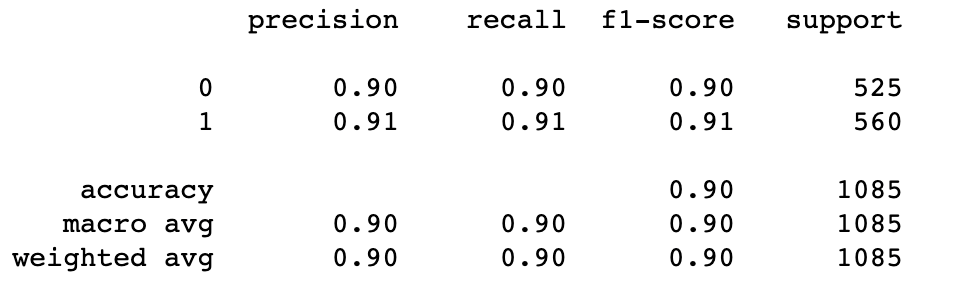 precision recall f1-score support
0 0.90 0.90 0.90 525
1 0.91 0.91 0.91 560
accuracy 0.90 1085
macro avg 0.90 0.90 0.90 1085
weighted avg 0.90 0.90 0.90 1085